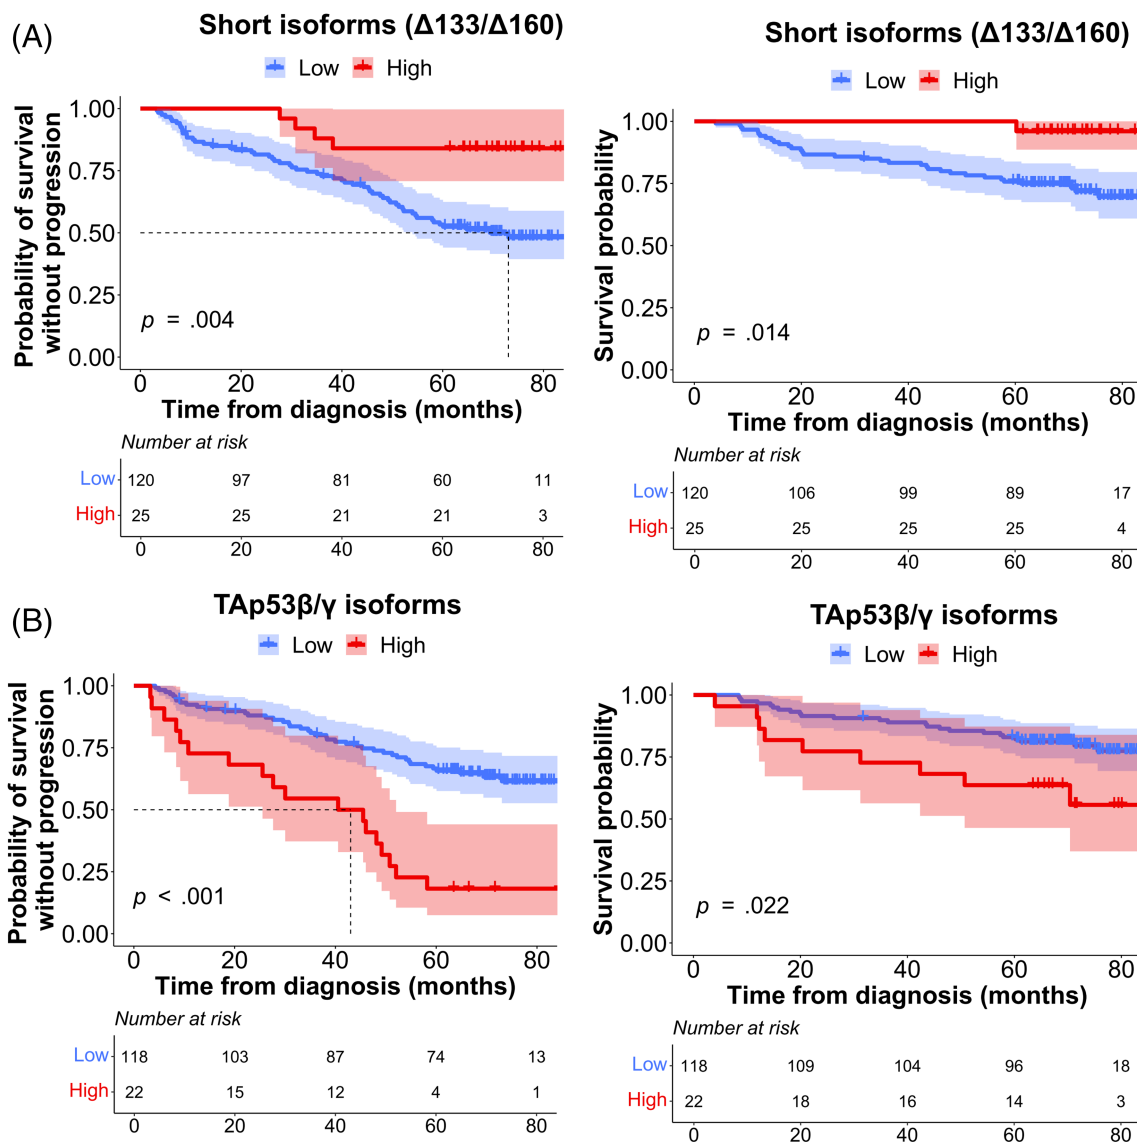 (A)
Short isoforms (Δ133/Δ160)
Low High
Probability of survival
without progression
1.00
0.75
0.50
0.25
0.00
p = .004
0 20 40 60 80
Time from diagnosis (months)
Number at risk
Low 120 97 81 60 11
High 25 25 21 21 3
0 20 40 60 80
Short isoforms (Δ133/Δ160)
Low High
Survival probability
1.00
0.75
0.50
0.25
0.00
p = .014
0 20 40 60 80
Time from diagnosis (months)
Number at risk
Low 120 106 99 89 17
High 25 25 25 25 4
0 20 40 60 80
(B)
TAp53β/γ isoforms
Low High
Probability of survival
without progression
1.00
0.75
0.50
0.25
0.00
p < .001
0 20 40 60 80
Time from diagnosis (months)
Number at risk
Low 118 103 87 74 13
High 22 15 12 4 1
0 20 40 60 80
TAp53β/γ isoforms
Low High
Survival probability
1.00
0.75
0.50
0.25
0.00
p = .022
0 20 40 60 80
Time from diagnosis (months)
Number at risk
Low 118 109 104 96 18
High 22 18 16 14 3
0 20 40 60 80